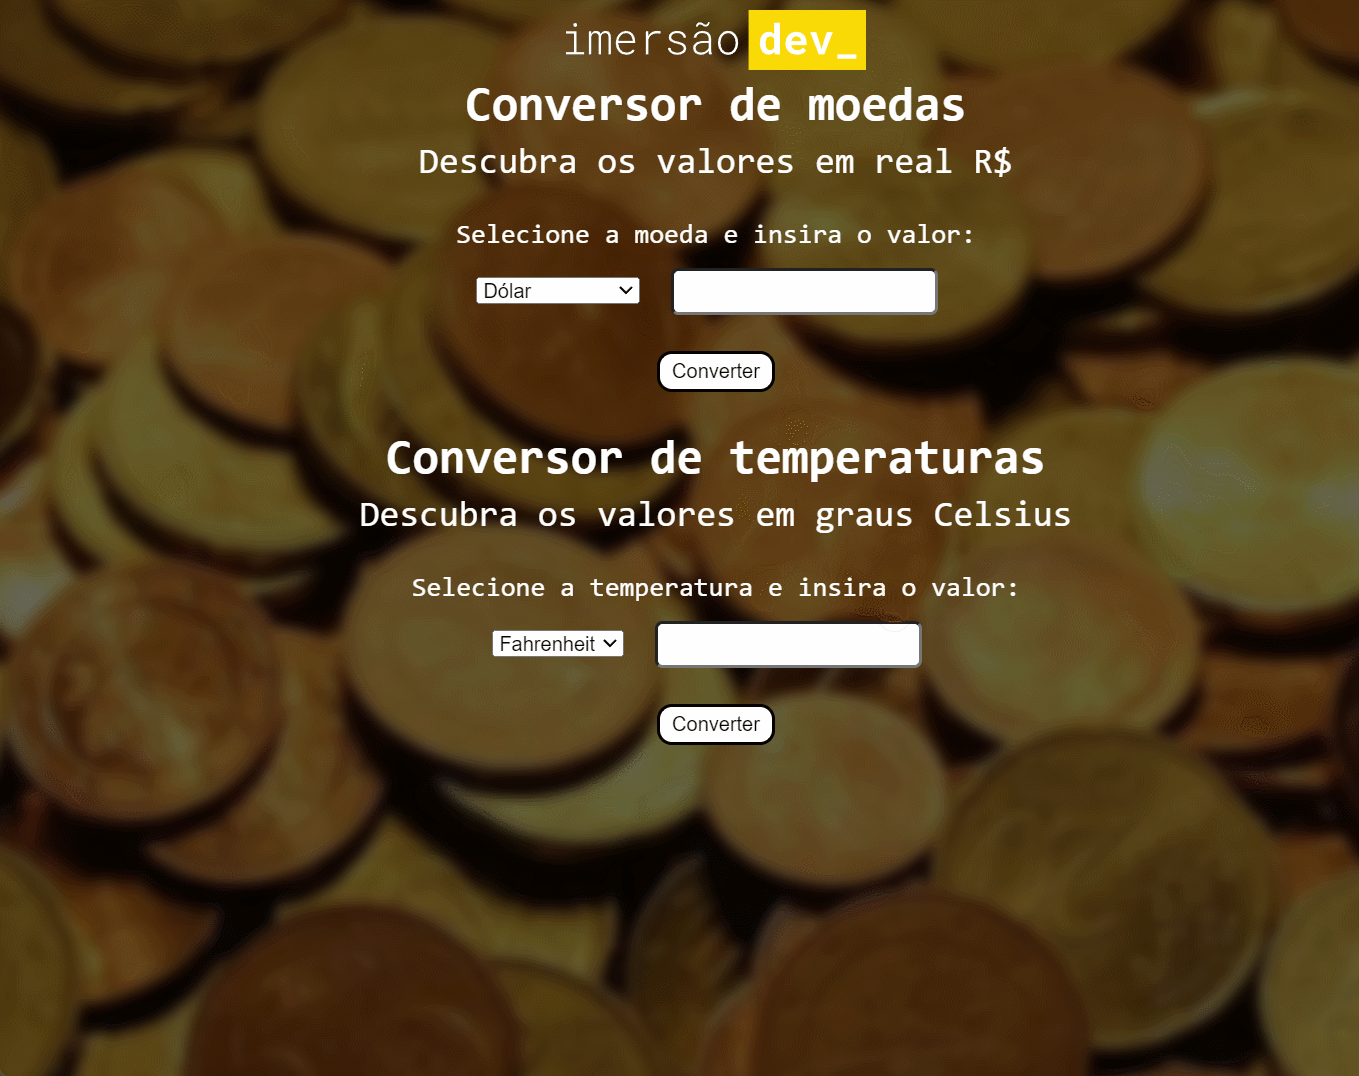 imersão dev_
Conversor de moedas
Descubra os valores em real R$
Selecione a moeda e insira o valor:
Dólar
Converter
Conversor de temperaturas
Descubra os valores em graus Celsius
Selecione a temperatura e insira o valor:
Fahrenheit
Converter